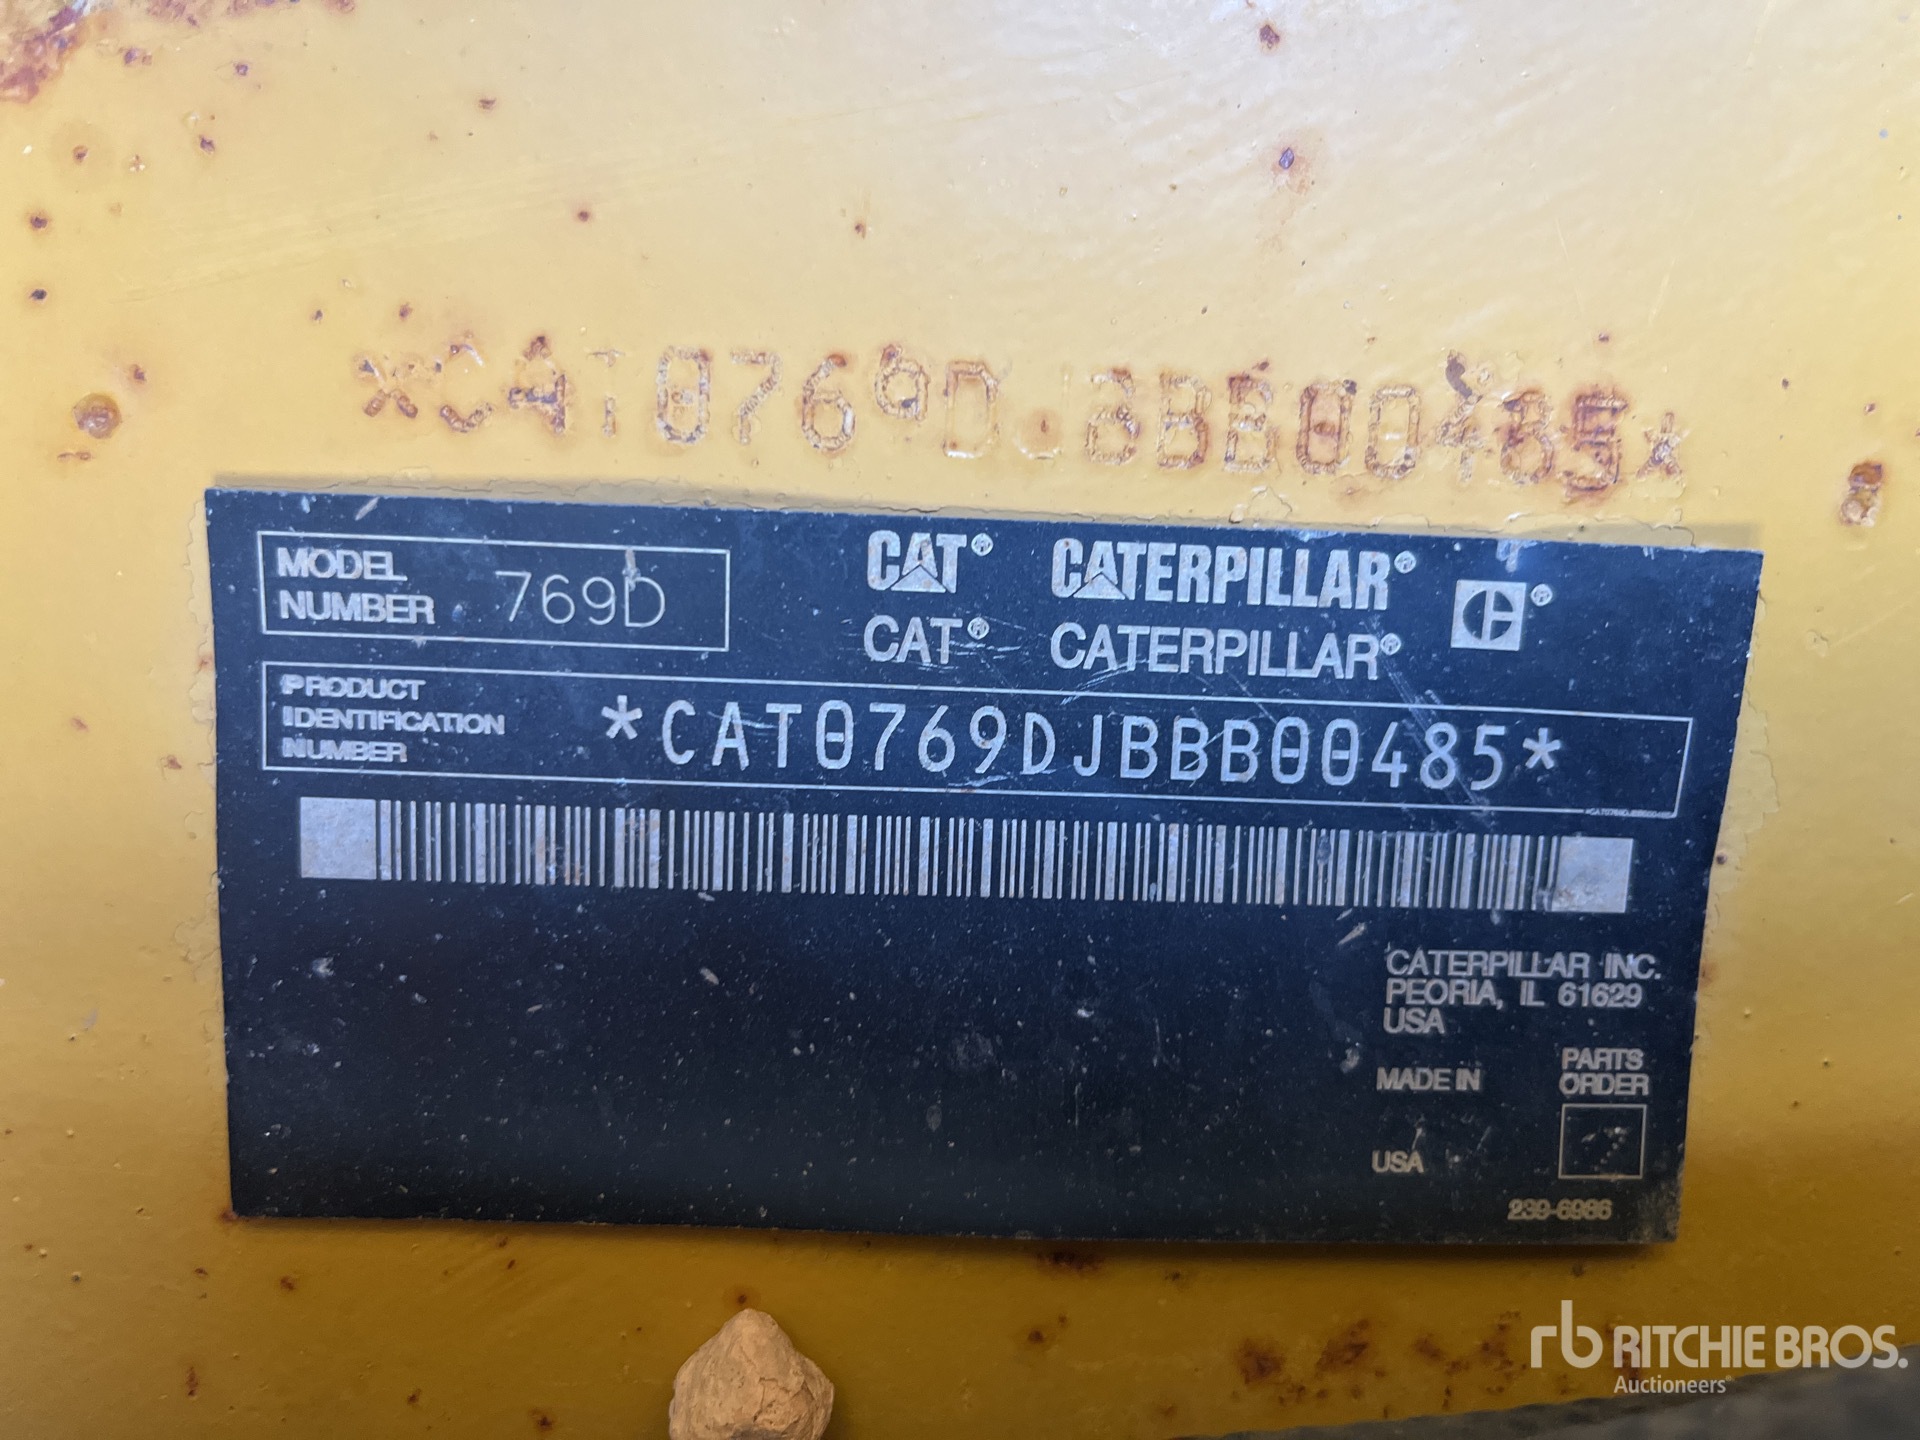 *CAT0769DJBBB00485*
MODEL NUMBER 769D
CAT® CATERPILLAR® C®
CAT® CATERPILLAR®
PRODUCT IDENTIFICATION NUMBER *CAT0769DJBBB00485*
CATERPILLAR INC.
PEORIA, IL 61629
USA
MADE IN
USA
PARTS
ORDER
239-6986
rb RITCHIE BROS.
Auctioneers